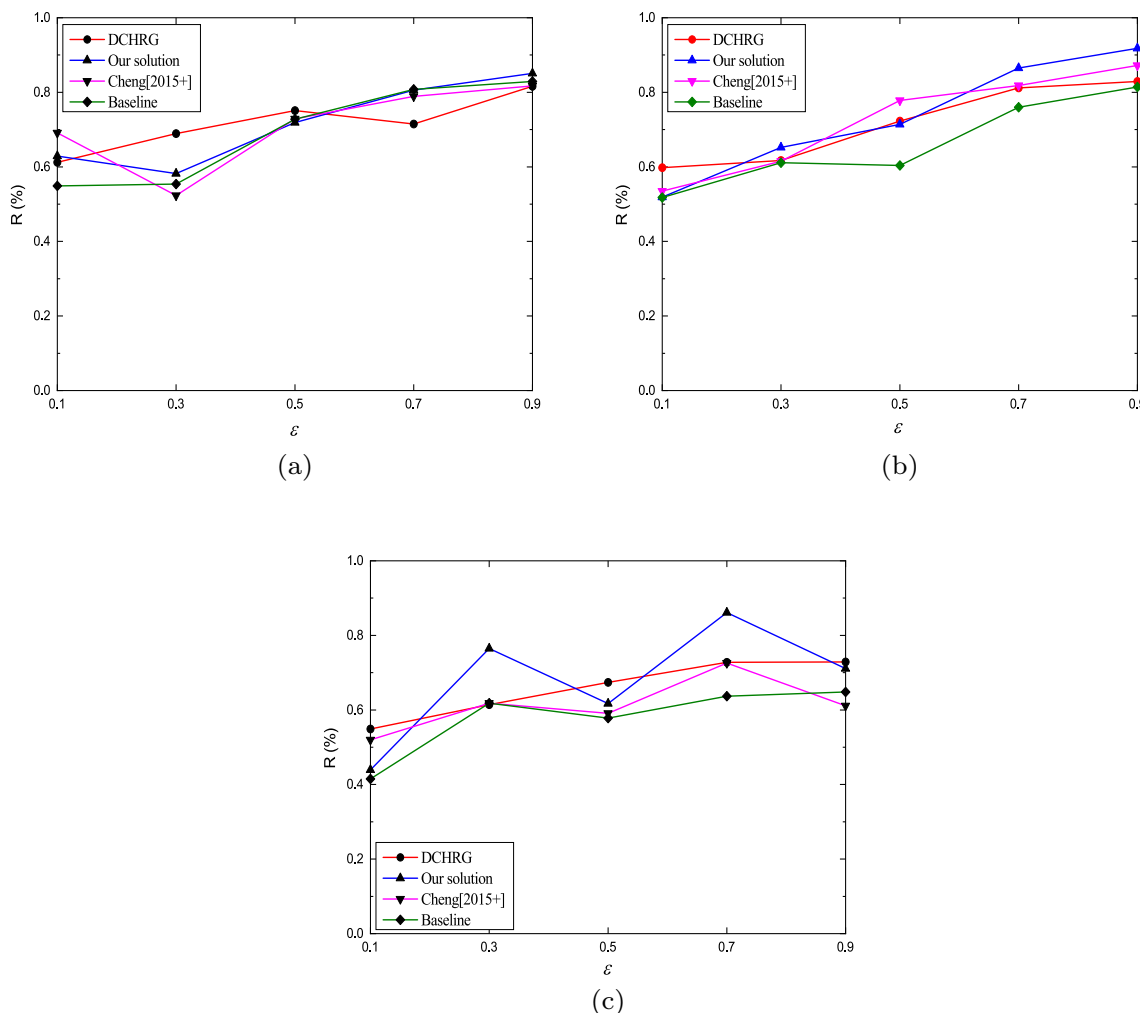 1.0
0.8
0.6
0.4
0.2
0.0
R (%)
DCHRG
Our solution
Cheng[2015+]
Baseline
0.1 0.3 0.5 0.7 0.9
ε
(a)
1.0
0.8
0.6
0.4
0.2
0.0
R (%)
DCHRG
Our solution
Cheng[2015+]
Baseline
0.1 0.3 0.5 0.7 0.9
ε
(b)
1.0
0.8
0.6
0.4
0.2
0.0
R (%)
DCHRG
Our solution
Cheng[2015+]
Baseline
0.1 0.3 0.5 0.7 0.9
ε
(c)